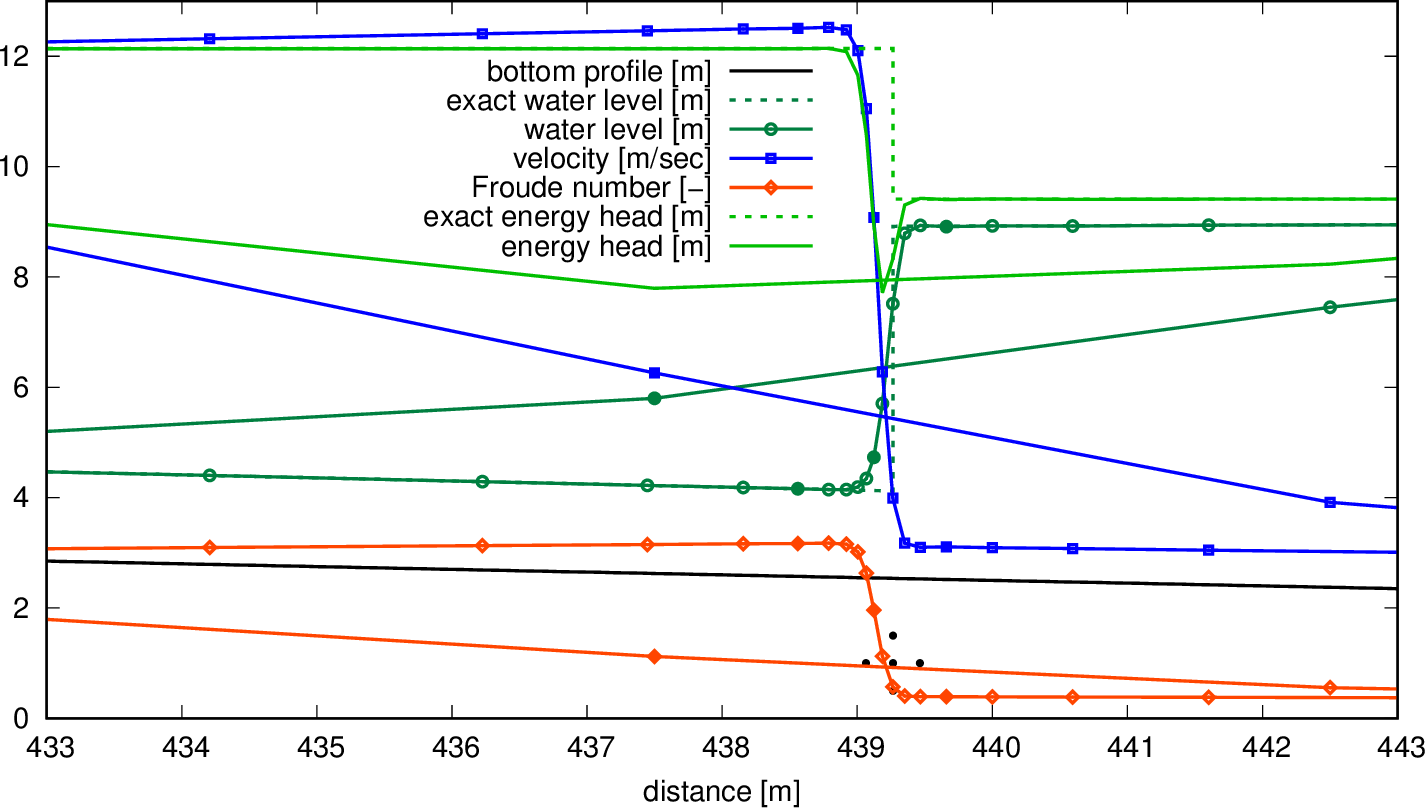 12
10
8
6
4
2
0
bottom profile [m]
exact water level [m]
water level [m]
velocity [m/sec]
Froude number [−]
exact energy head [m]
energy head [m]
433 434 435 436 437 438 439 440 441 442 443
distance [m]